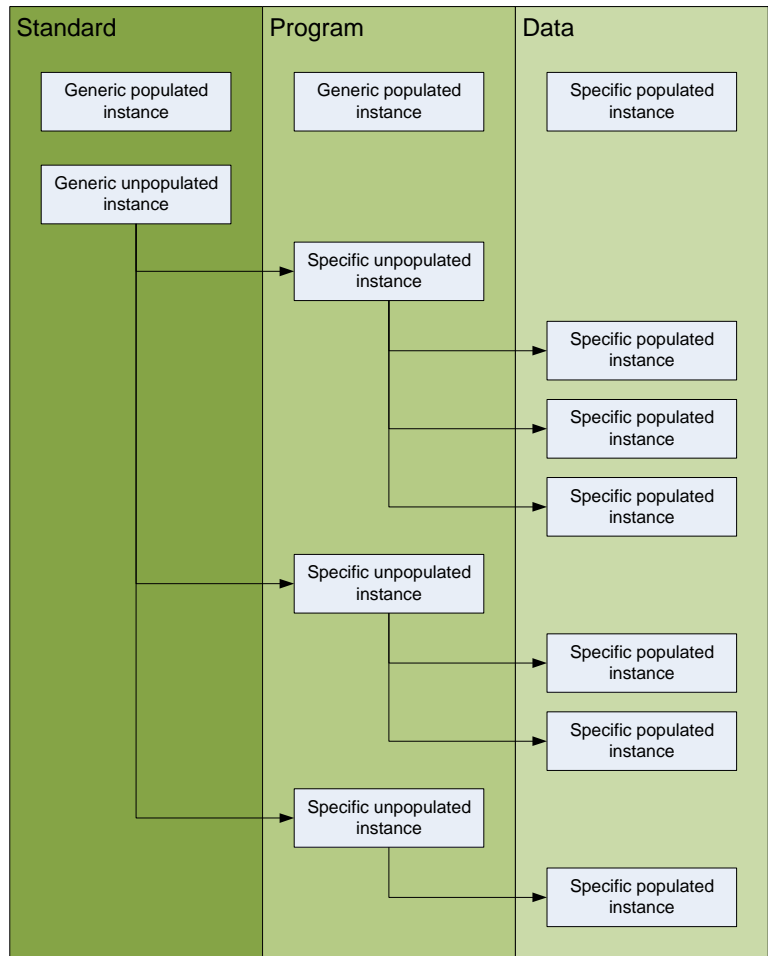 Standard
Program
Data
Generic populated
instance
Generic populated
instance
Specific populated
instance
Generic unpopulated
instance
Specific unpopulated
instance
Specific populated
instance
Specific populated
instance
Specific populated
instance
Specific unpopulated
instance
Specific populated
instance
Specific populated
instance
Specific unpopulated
instance
Specific populated
instance